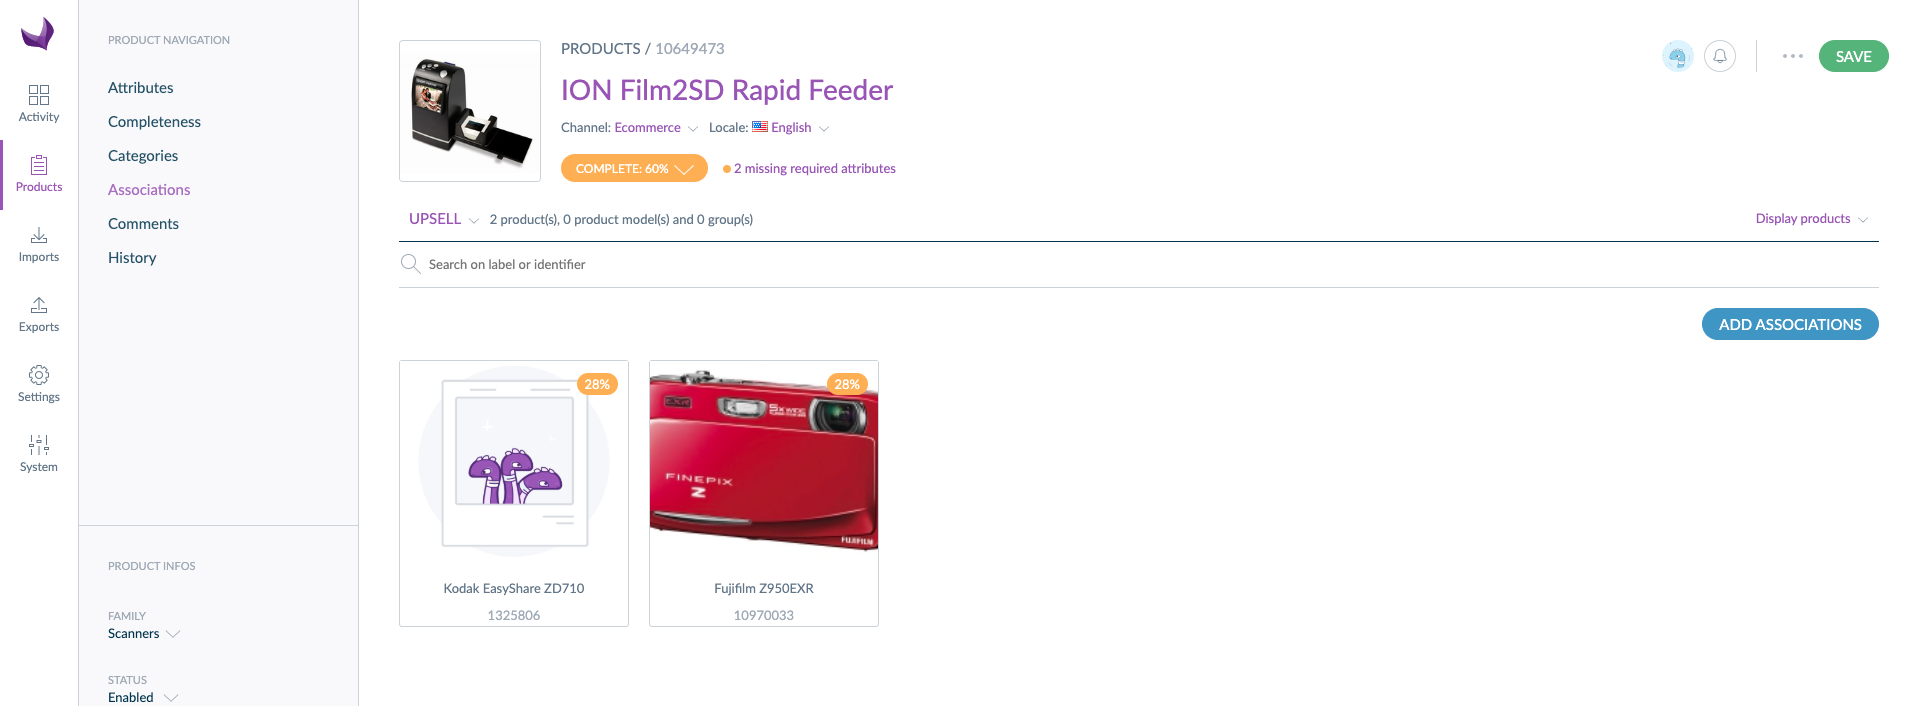 PRODUCT NAVIGATION
Attributes
Completeness
Categories
Associations
Comments
History
Activity
Products
Imports
Exports
Settings
System
PRODUCT INFOS
FAMILY
Scanners
STATUS
Enabled
PRODUCTS / 10649473
ION Film2SD Rapid Feeder
Channel: Ecommerce Locale: English
COMPLETE: 60% 2 missing required attributes
SAVE
UPSELL 2 product(s), 0 product model(s) and 0 group(s) Display products
Search on label or identifier
ADD ASSOCIATIONS
28%
Kodak EasyShare ZD710
1325806
28%
EXR
5X WIDE
FINEPIX
Z
FUJIFILM
Fujifilm Z950EXR
10970033